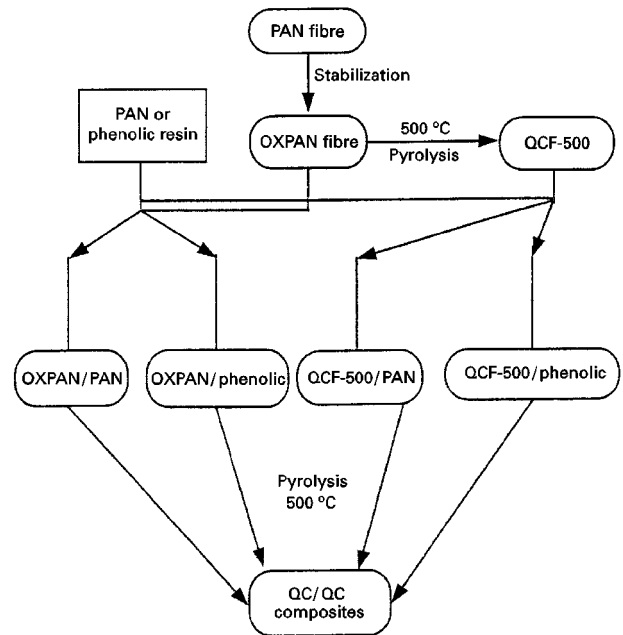 PAN fibre
Stabilization
PAN or
phenolic resin
OXPAN fibre
500 °C
Pyrolysis
QCF-500
OXPAN/PAN
OXPAN/phenolic
QCF-500/PAN
QCF-500/phenolic
Pyrolysis
500 °C
QC/QC
composites